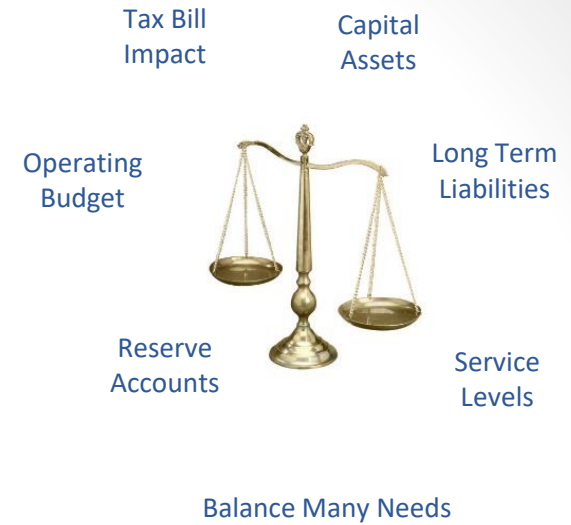 Tax Bill
Impact
Capital
Assets
Operating
Budget
Long Term
Liabilities
Reserve
Accounts
Service
Levels
Balance Many Needs